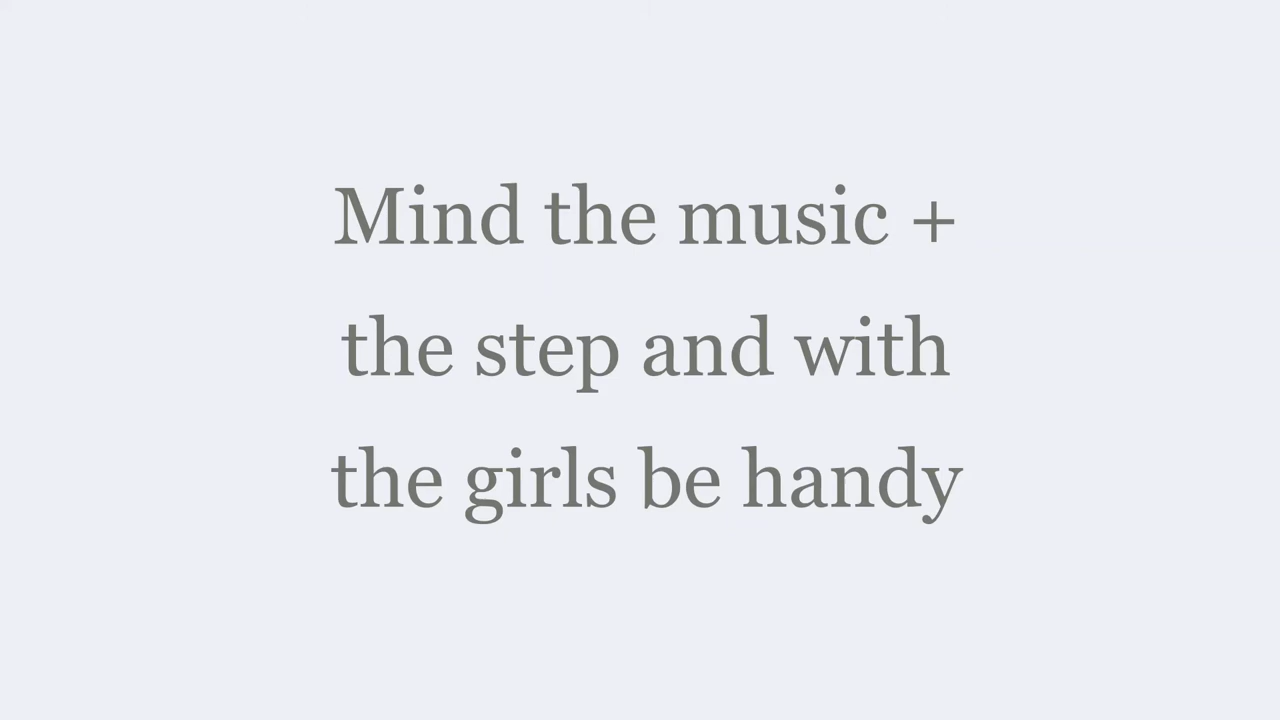 Mind the music +
the step and with
the girls be handy